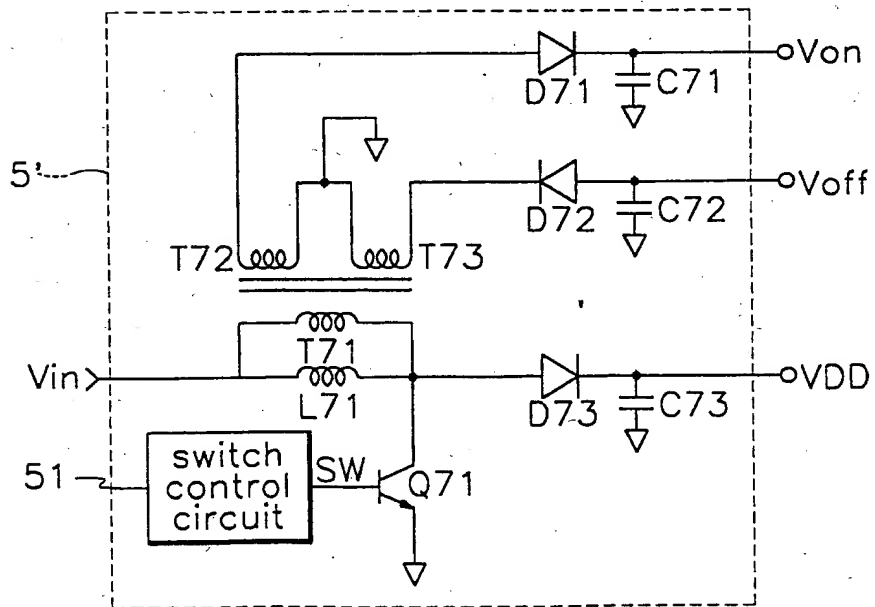 Von
D71
C71
5'
Voff
D72
C72
T72
T73
T71
Vin
VDD
L71
D73
C73
51
switch
control
circuit
SW
Q71